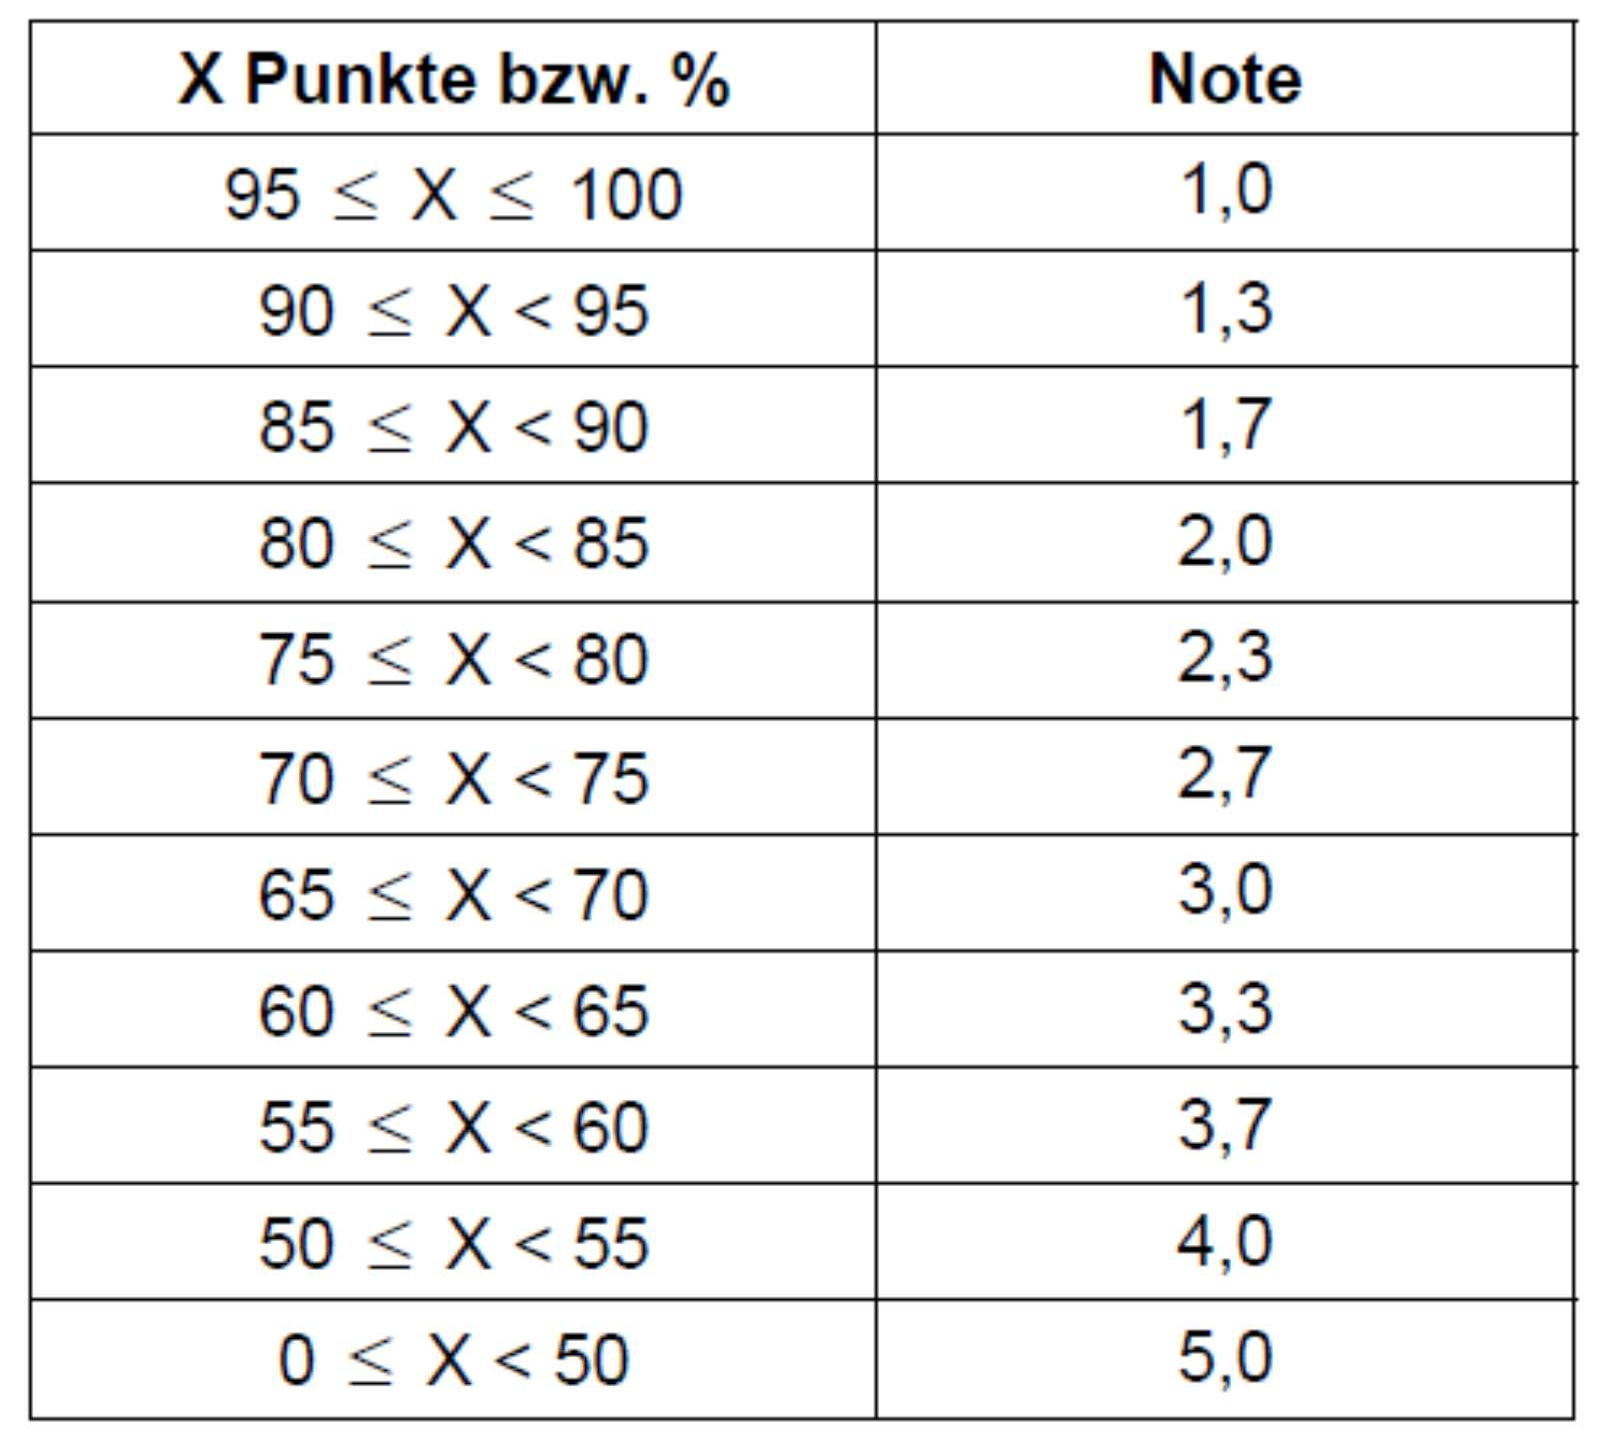 X Punkte bzw. % Note
95 ≤ X ≤ 100 1,0
90 ≤ X < 95 1,3
85 ≤ X < 90 1,7
80 ≤ X < 85 2,0
75 ≤ X < 80 2,3
70 ≤ X < 75 2,7
65 ≤ X < 70 3,0
60 ≤ X < 65 3,3
55 ≤ X < 60 3,7
50 ≤ X < 55 4,0
0 ≤ X < 50 5,0